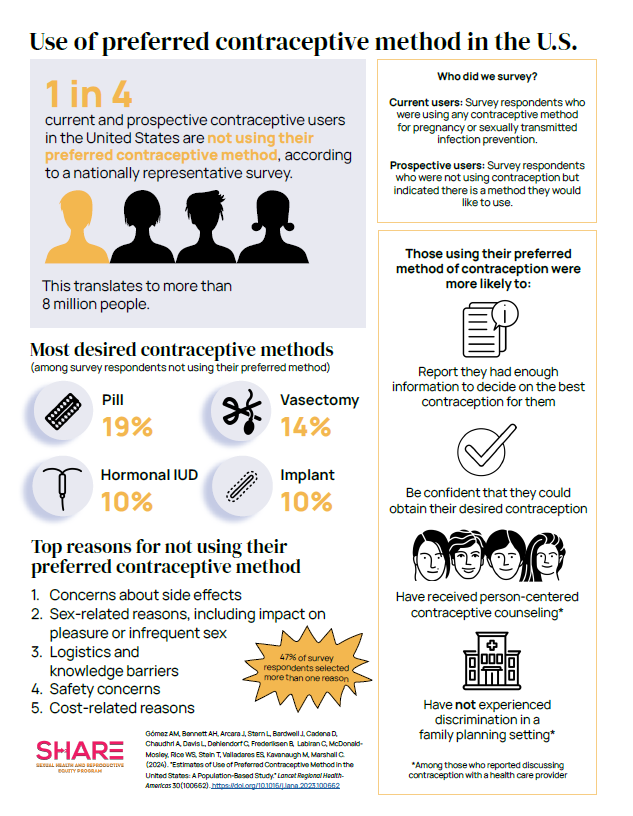 Use of preferred contraceptive method in the U.S.
1 in 4
current and prospective contraceptive users
in the United States are not using their
preferred contraceptive method, according
to a nationally representative survey.
This translates to more than
8 million people.
Most desired contraceptive methods
(among survey respondents not using their preferred method)
Pill
19%
Vasectomy
14%
Hormonal IUD
10%
Implant
10%
Top reasons for not using their
preferred contraceptive method
1. Concerns about side effects
2. Sex-related reasons, including impact on
pleasure or infrequent sex
3. Logistics and
knowledge barriers
4. Safety concerns
5. Cost-related reasons
47% of survey
respondents selected
more than one reason
Who did we survey?
Current users: Survey respondents who
were using any contraceptive method
for pregnancy or sexually transmitted
infection prevention.
Prospective users: Survey respondents
who were not using contraception but
indicated there is a method they would
like to use.
Those using their preferred
method of contraception were
more likely to:
Report they had enough
information to decide on the best
contraception for them
Be confident that they could
obtain their desired contraception
Have received person-centered
contraceptive counseling*
Have not experienced
discrimination in a
family planning setting*
*Among those who reported discussing
contraception with a health care provider
SHARE
SEXUAL HEALTH AND REPRODUCTIVE
EQUITY PROGRAM
Gómez AM, Bennett AH, Arcara J, Stern L, Bardwell J, Cadena D,
Chaudhri A, Davis L, Dehlendorf C, Frederiksen B, Labiran C, McDonald-
Mosley, Rice WS, Stein T, Valladares ES, Kavanaugh M, Marshall C.
(2024). "Estimates of Use of Preferred Contraceptive Method in the
United States: A Population-Based Study." Lancet Regional Health-
Americas 30(100662). https://doi.org/10.1016/j.lana.2023.100662